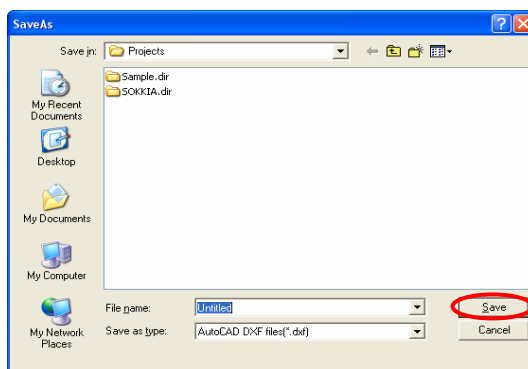 SaveAs
Save in: Projects
Sample.dir
SOKKIA.dir
My Recent
Documents
Desktop
My Documents
My Computer
My Network
Places
File name: Untitled Save
Save as type: AutoCAD DXF files(*.dxf) Cancel